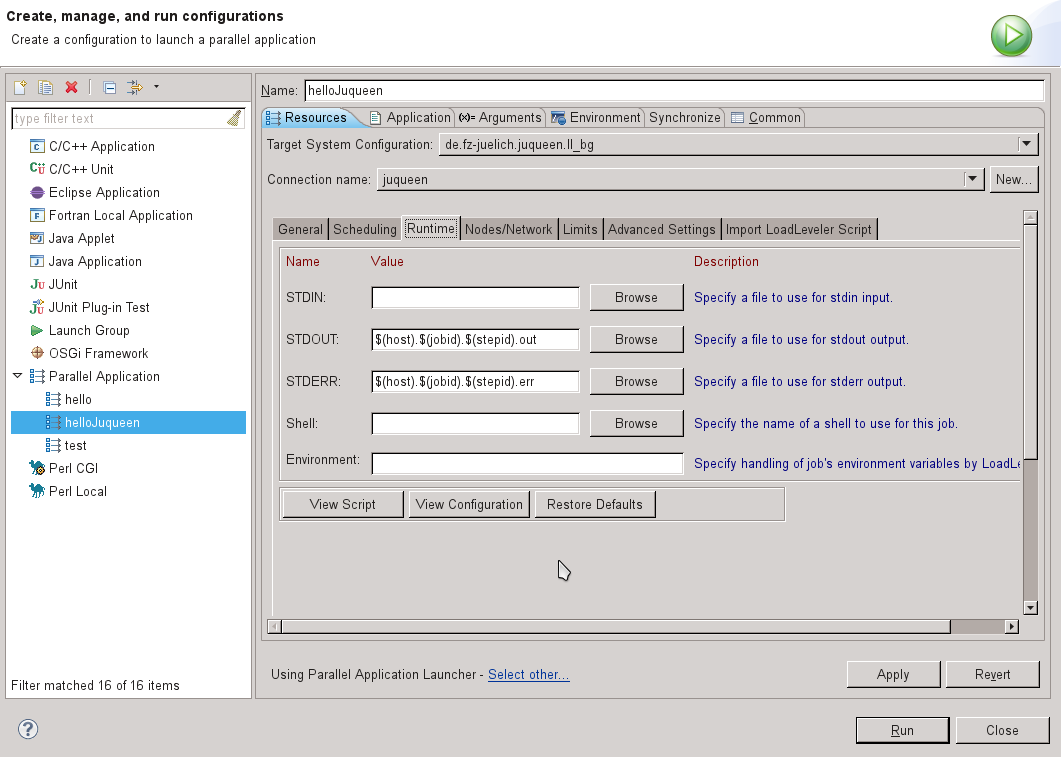 Create, manage, and run configurations
Create a configuration to launch a parallel application
type filter text
C/C++ Application
C/C++ Unit
Eclipse Application
Fortran Local Application
Java Applet
Java Application
JUnit
JUnit Plug-in Test
Launch Group
OSGi Framework
Parallel Application
hello
helloJuqueen
test
Perl CGI
Perl Local
Filter matched 16 of 16 items
Name: helloJuqueen
Resources Application Arguments Environment Synchronize Common
Target System Configuration: de.fz-juelich.juqueen.ll_bg
Connection name: juqueen New...
General Scheduling Runtime Nodes/Network Limits Advanced Settings Import LoadLeveler Script
Name Value Description
STDIN: Browse Specify a file to use for stdin input.
STDOUT: $(host).$(jobid).$(stepid).out Browse Specify a file to use for stdout output.
STDERR: $(host).$(jobid).$(stepid).err Browse Specify a file to use for stderr output.
Shell: Browse Specify the name of a shell to use for this job.
Environment: Specify handling of job's environment variables by LoadLe
View Script View Configuration Restore Defaults
Using Parallel Application Launcher - Select other... Apply Revert
Run Close